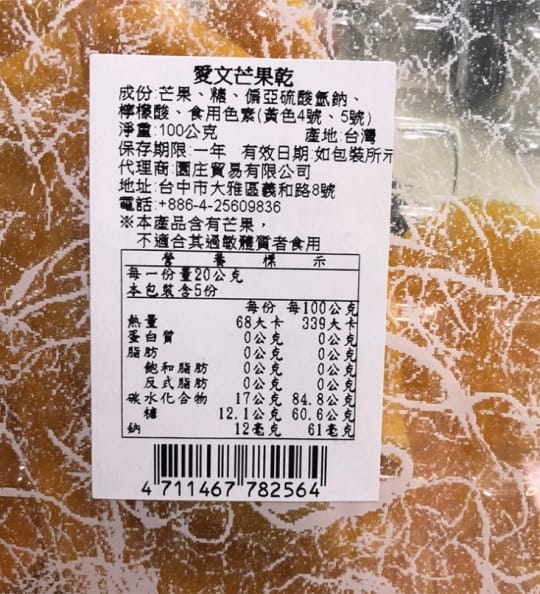 愛文芒果乾
成份:芒果、糖、偏亞硫酸氫鈉、
檸檬酸、食用色素(黃色4號、5號)
淨重:100公克 產地:台灣
保存期限:一年 有效日期:如包裝所示
代理商:園庄貿易有限公司
地址:台中市大雅區義和路8號
電話:+886-4-25609836
※本產品含有芒果,
不適合其過敏體質者食用
營養標示
每一份量20公克
本包裝含5份
每份 每100公克
熱量 68大卡 339大卡
蛋白質 0公克 0公克
脂肪 0公克 0公克
飽和脂肪 0公克 0公克
反式脂肪 0公克 0公克
碳水化合物 17公克 84.8公克
糖 12.1公克 60.6公克
鈉 12毫克 61毫克
4 711467 782564